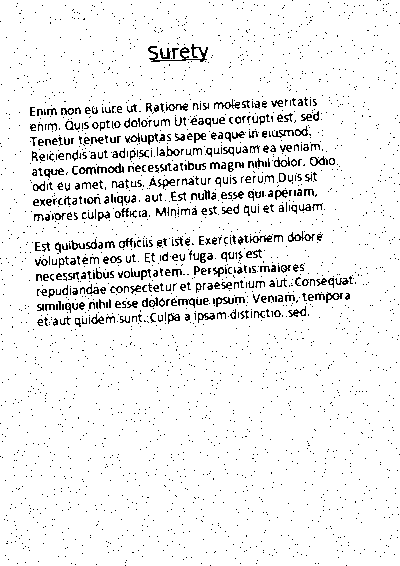 Surety
Enim non eu iure ut. Ratione nisi molestiae veritatis
enim. Quis optio dolorum Ut eaque corrupti est, sed.
Tenetur tenetur voluptas saepe eaque in eiusmod.
Reiciendis aut adipisci laborum quisquam ea veniam,
atque. Commodi necessitatibus magni nihil dolor. Odio
odit eu amet, natus. Aspernatur quis rerum Duis sit
exercitation aliqua. aut. Est nulla esse qui aperiam,
maiores culpa officia. Minima est sed qui et aliquam.
Est quibusdam officiis et iste. Exercitationem dolore
voluptatem eos ut. Et id eu fuga. quis est
necessitatibus voluptatem. Perspiciatis maiores
repudiandae consectetur et praesentium aut. Consequat.
similique nihil esse doloremque ipsum. Veniam, tempora
et aut quidem sunt. Culpa a ipsam distinctio. sed.